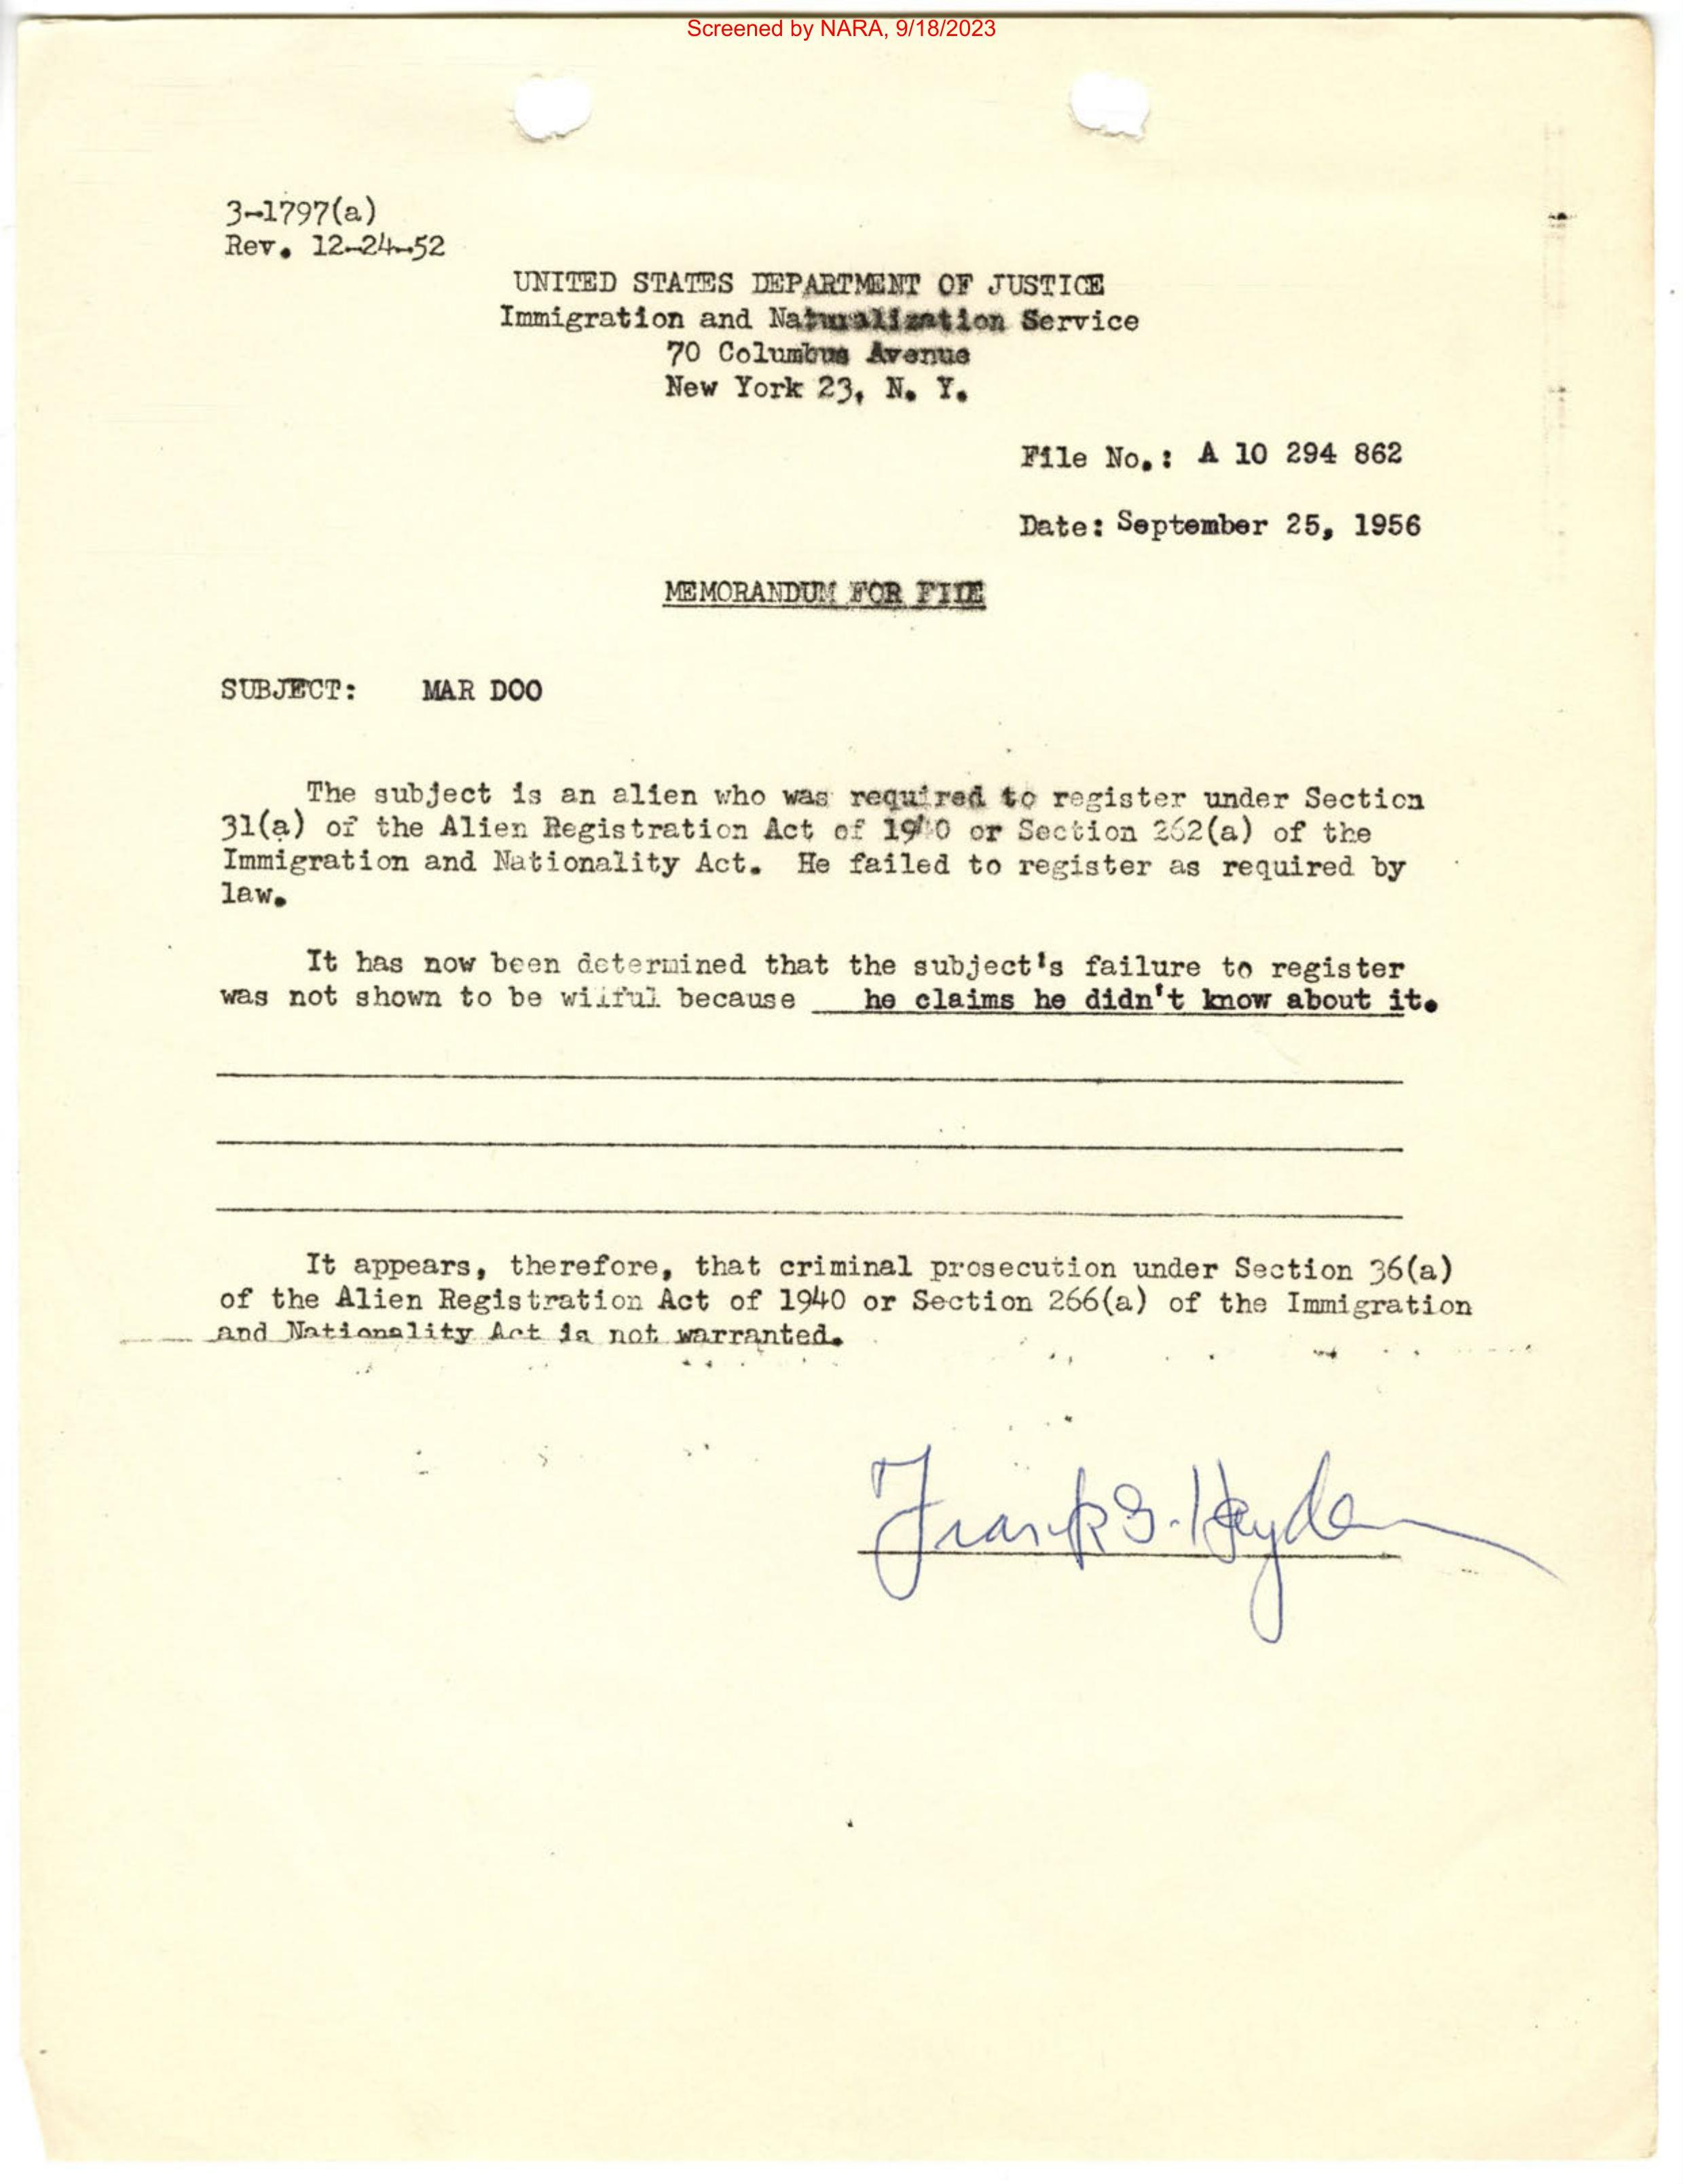 Screened by NARA, 9/18/2023
3-1797(a)
Rev. 12-24-52
UNITED STATES DEPARTMENT OF JUSTICE
Immigration and Naturalization Service
70 Columbus Avenue
New York 23, N. Y.
File No.: A 10 294 862
Date: September 25, 1956
MEMORANDUM FOR FILE
SUBJECT: MAR DOO
The subject is an alien who was required to register under Section
31(a) of the Alien Registration Act of 1940 or Section 262(a) of the
Immigration and Nationality Act. He failed to register as required by
law.
It has now been determined that the subject's failure to register
was not shown to be wilful because he claims he didn't know about it.
It appears, therefore, that criminal prosecution under Section 36(a)
of the Alien Registration Act of 1940 or Section 266(a) of the Immigration
and Nationality Act is not warranted.
Frank G. Hayden